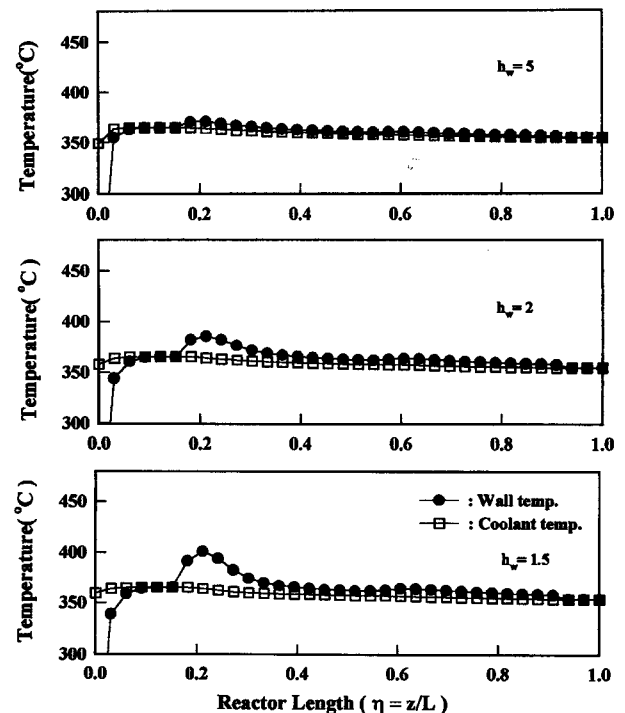 450
400
350
300
Temperature(°C)
h_w= 5
0.0 0.2 0.4 0.6 0.8 1.0
450
400
350
300
Temperature( °C )
h_w= 2
0.0 0.2 0.4 0.6 0.8 1.0
450
400
350
300
Temperature( °C )
: Wall temp.
: Coolant temp.
h_w= 1.5
0.0 0.2 0.4 0.6 0.8 1.0
Reactor Length ( η = z/L )